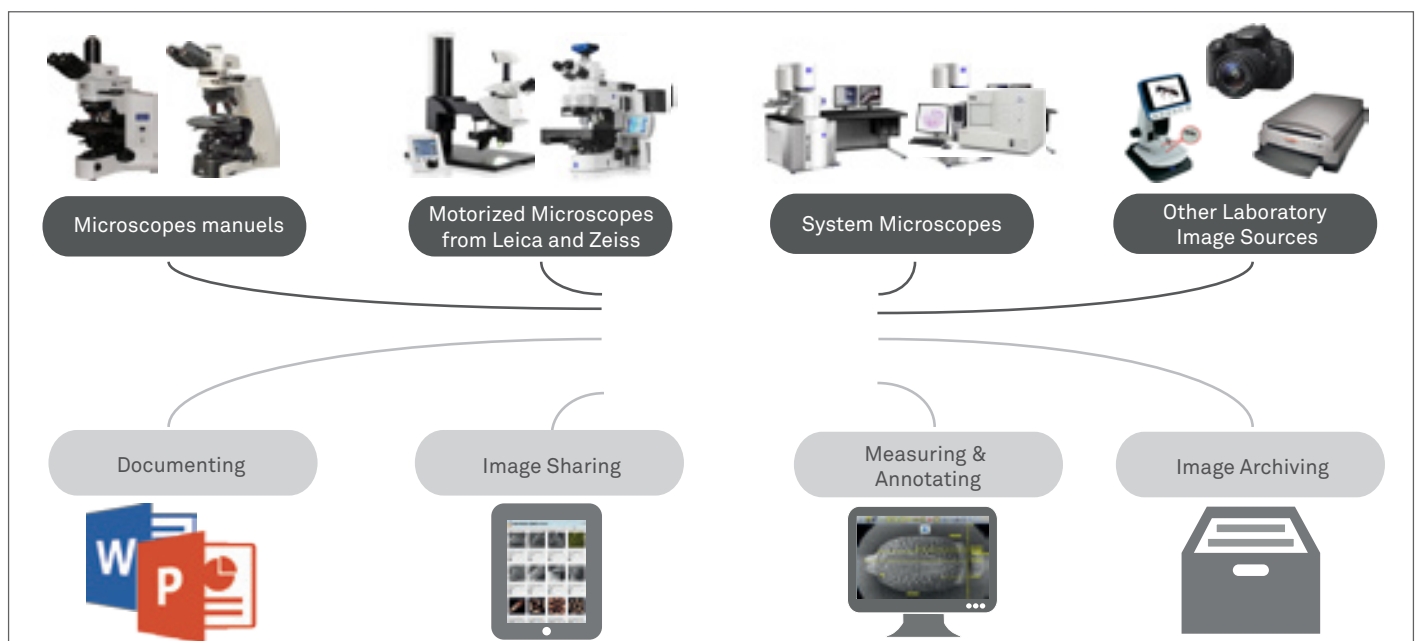 Microscopes manuels
Motorized Microscopes
from Leica and Zeiss
System Microscopes
Other Laboratory
Image Sources
Documenting
Image Sharing
Measuring &
Annotating
Image Archiving
W
P